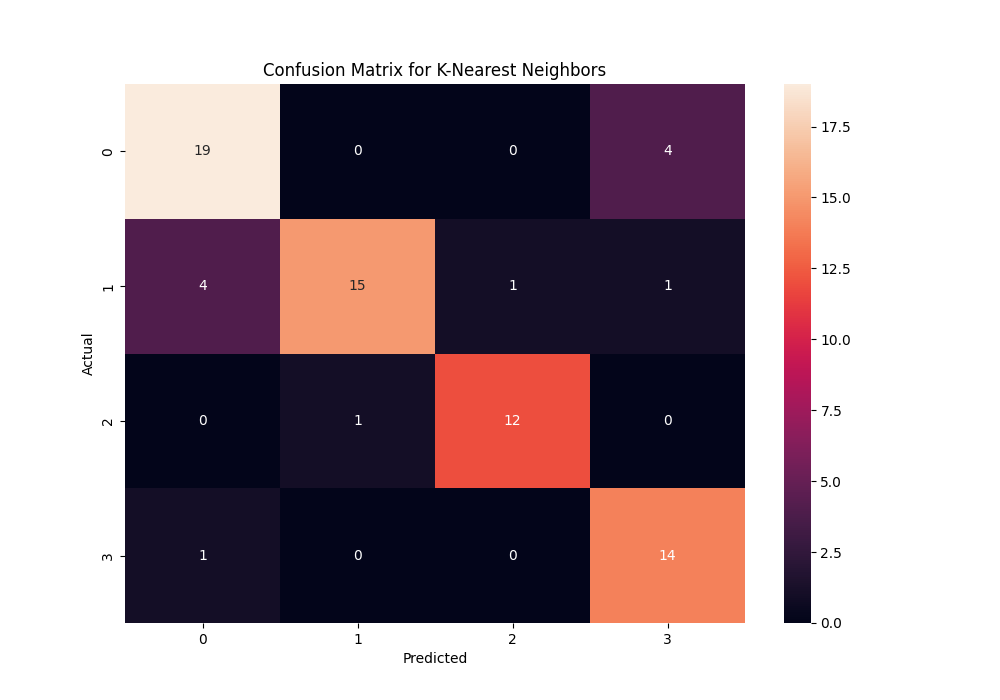 Confusion Matrix for K-Nearest Neighbors
0 19 0 0 4
1 4 15 1 1
2 0 1 12 0
3 1 0 0 14
0 1 2 3
Actual
Predicted
17.5
15.0
12.5
10.0
7.5
5.0
2.5
0.0